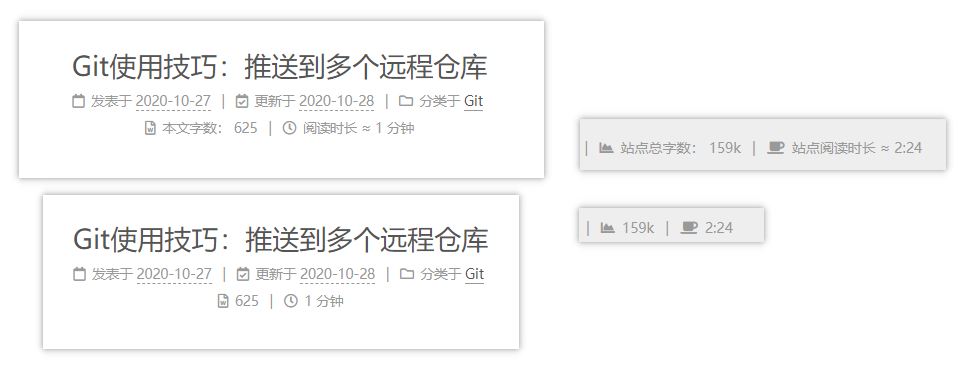 Git使用技巧：推送到多个远程仓库
发表于 2020-10-27 | 更新于 2020-10-28 | 分类于 Git
本文字数： 625 | 阅读时长 ≈ 1 分钟
| 站点总字数： 159k | 站点阅读时长 ≈ 2:24
Git使用技巧：推送到多个远程仓库
发表于 2020-10-27 | 更新于 2020-10-28 | 分类于 Git
625 | 1 分钟
| 159k | 2:24